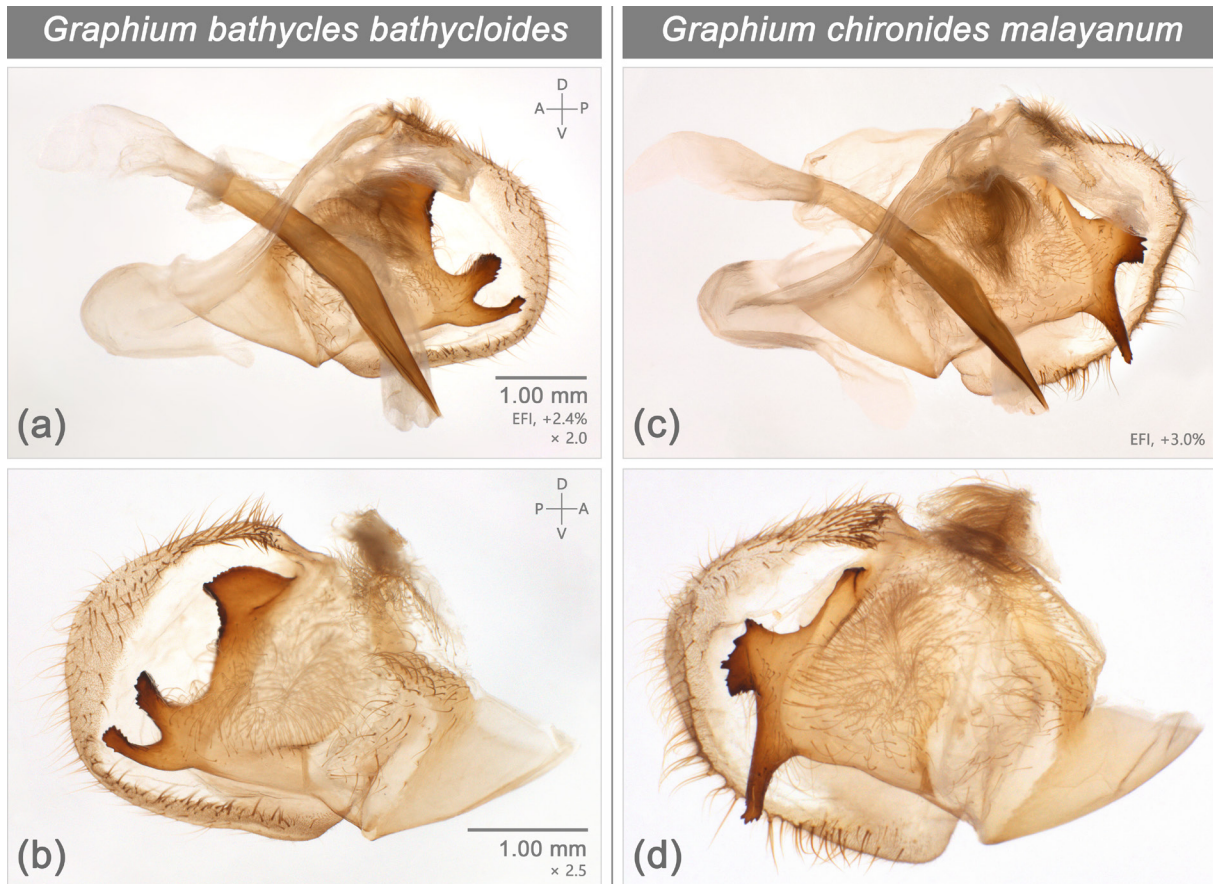 Graphium bathycles bathycloides
Graphium chironides malayanum
D
A P
V
1.00 mm
EFI, +2.4%
× 2.0
(a)
EFI, +3.0%
(c)
D
P A
V
1.00 mm
× 2.5
(b)
(d)